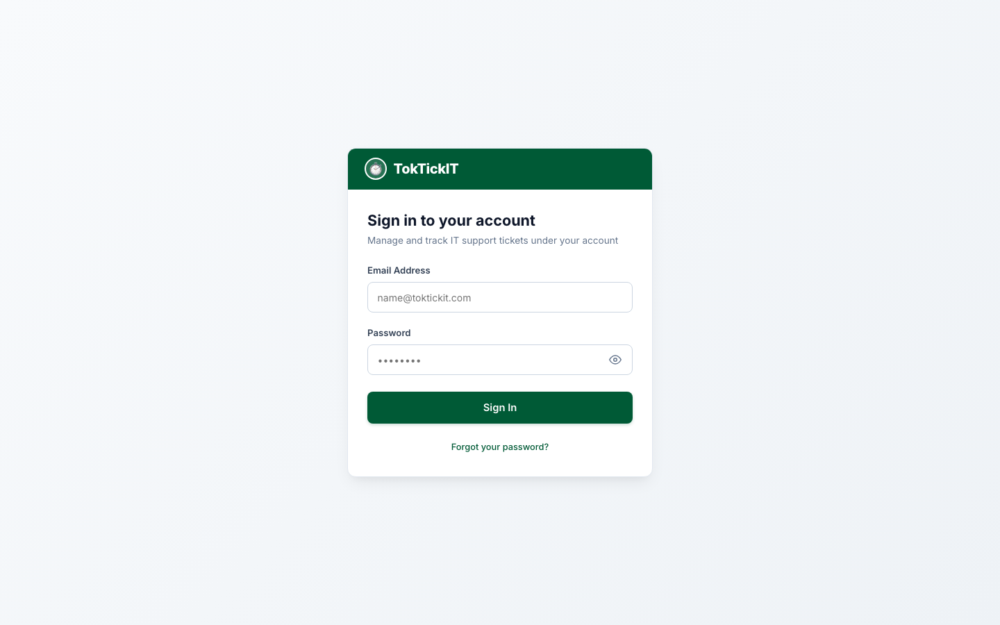 TokTickIT
Sign in to your account
Manage and track IT support tickets under your account
Email Address
name@toktickit.com
Password
••••••••
Sign In
Forgot your password?